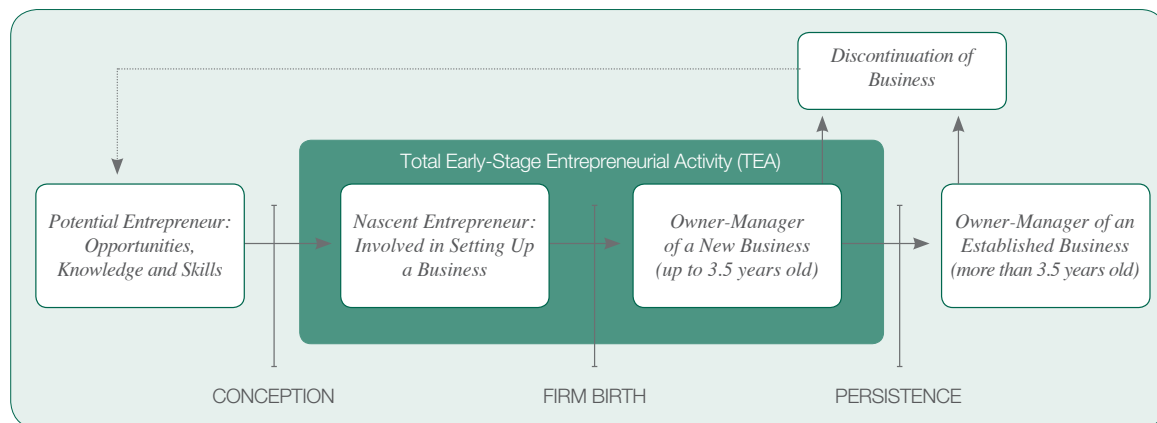 Discontinuation of
Business
Total Early-Stage Entrepreneurial Activity (TEA)
Potential Entrepreneur:
Opportunities,
Knowledge and Skills
Nascent Entrepreneur:
Involved in Setting Up
a Business
Owner-Manager
of a New Business
(up to 3.5 years old)
Owner-Manager of an
Established Business
(more than 3.5 years old)
CONCEPTION
FIRM BIRTH
PERSISTENCE